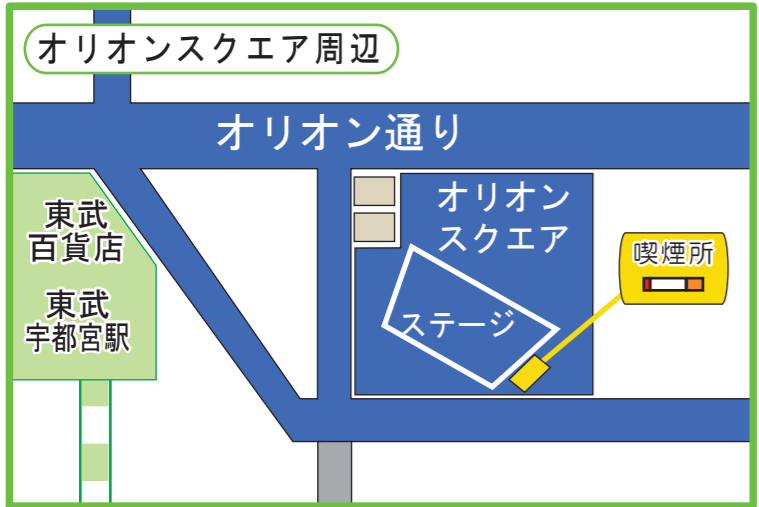 オリオンスクエア周辺
オリオン通り
東武
百貨店
東武
宇都宮駅
オリオン
スクエア
ステージ
喫煙所